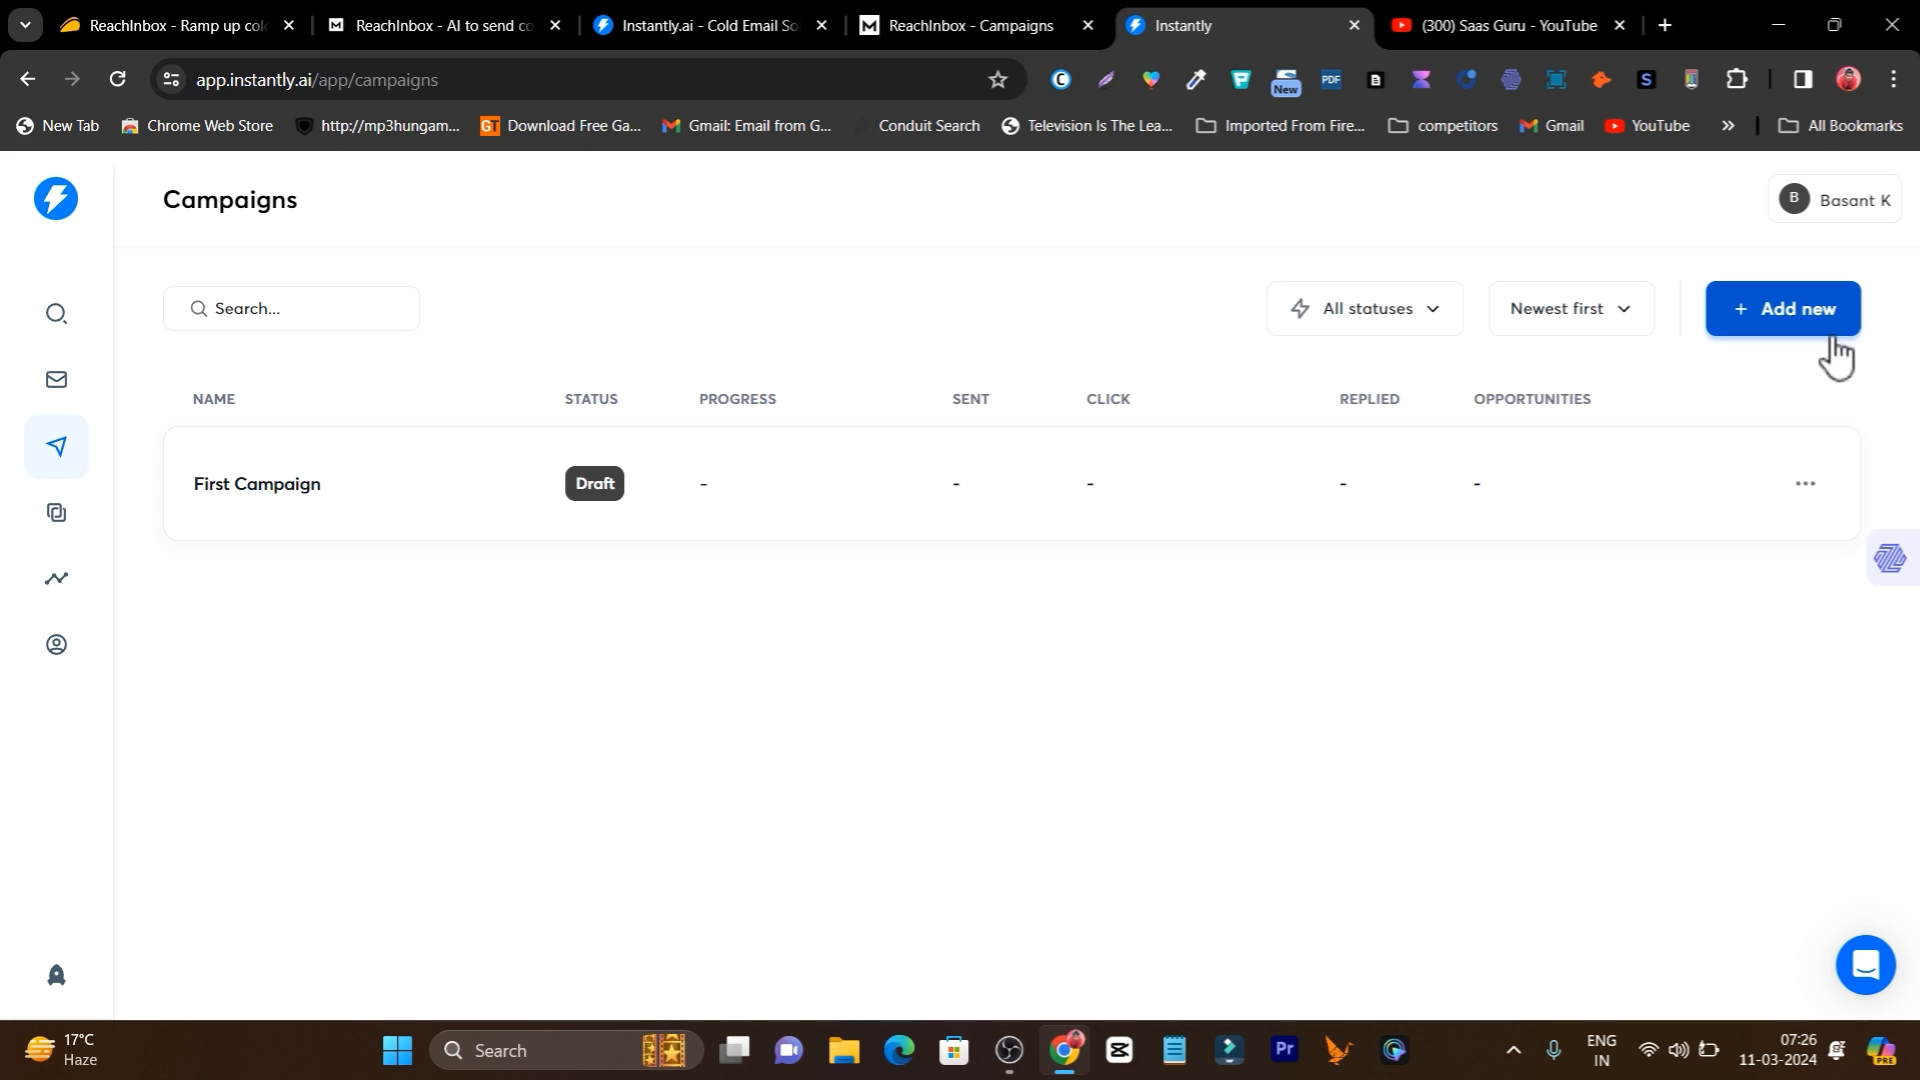 ReachInbox - Ramp up col
ReachInbox - AI to send co
Instantly.ai - Cold Email So
ReachInbox - Campaigns
Instantly
(300) Saas Guru - YouTube
app.instantly.ai/app/campaigns
New
PDF
New Tab
Chrome Web Store
http://mp3hungam...
GT Download Free Ga...
Gmail: Email from G...
Conduit Search
Television Is The Lea...
Imported From Fire...
competitors
Gmail
YouTube
All Bookmarks
Campaigns
B Basant K
Search...
All statuses
Newest first
+ Add new
NAME STATUS PROGRESS SENT CLICK REPLIED OPPORTUNITIES
First Campaign Draft - - - - -
17°C
Haze
Search
Pr
ENG
IN
07:26
11-03-2024
PRE